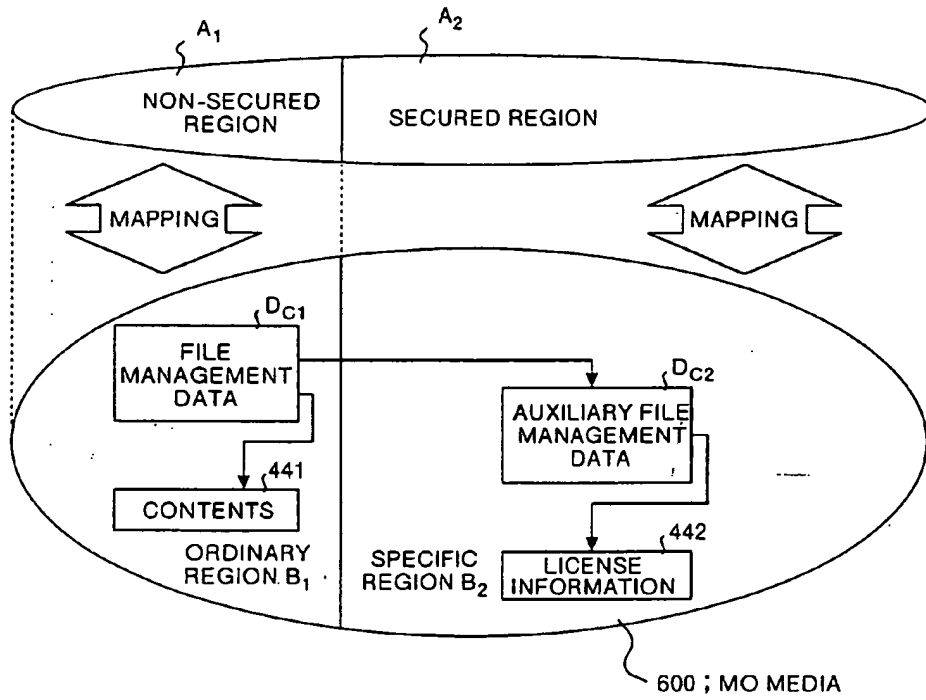 A1
A2
NON-SECURED
REGION
SECURED REGION
MAPPING
MAPPING
DC1
FILE
MANAGEMENT
DATA
DC2
AUXILIARY FILE
MANAGEMENT
DATA
441
CONTENTS
442
LICENSE
INFORMATION
ORDINARY
REGION B1
SPECIFIC
REGION B2
600 ; MO MEDIA